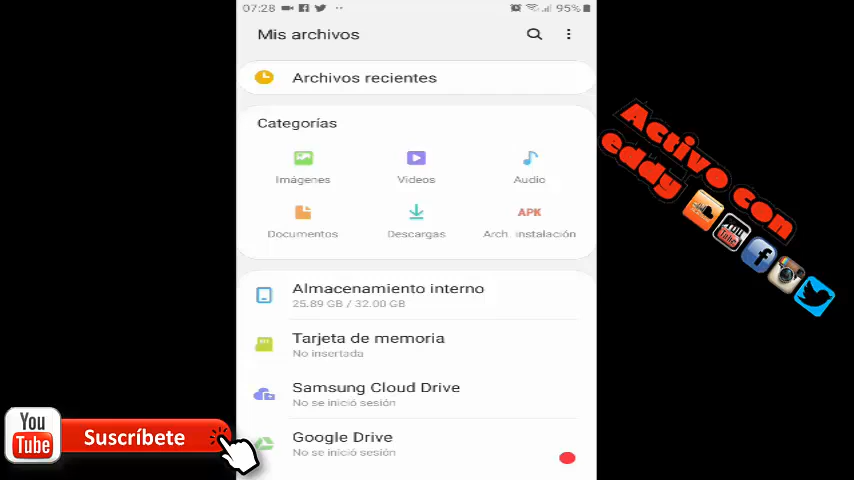 07:28
95%
Mis archivos
Archivos recientes
Categorías
Imágenes
Videos
Audio
APK
Documentos
Descargas
Arch. instalación
Almacenamiento interno
25.89 GB / 32.00 GB
Tarjeta de memoria
No insertada
Samsung Cloud Drive
No se inició sesión
Google Drive
No se inició sesión
Activo con
eddy
You
Tube
Suscríbete